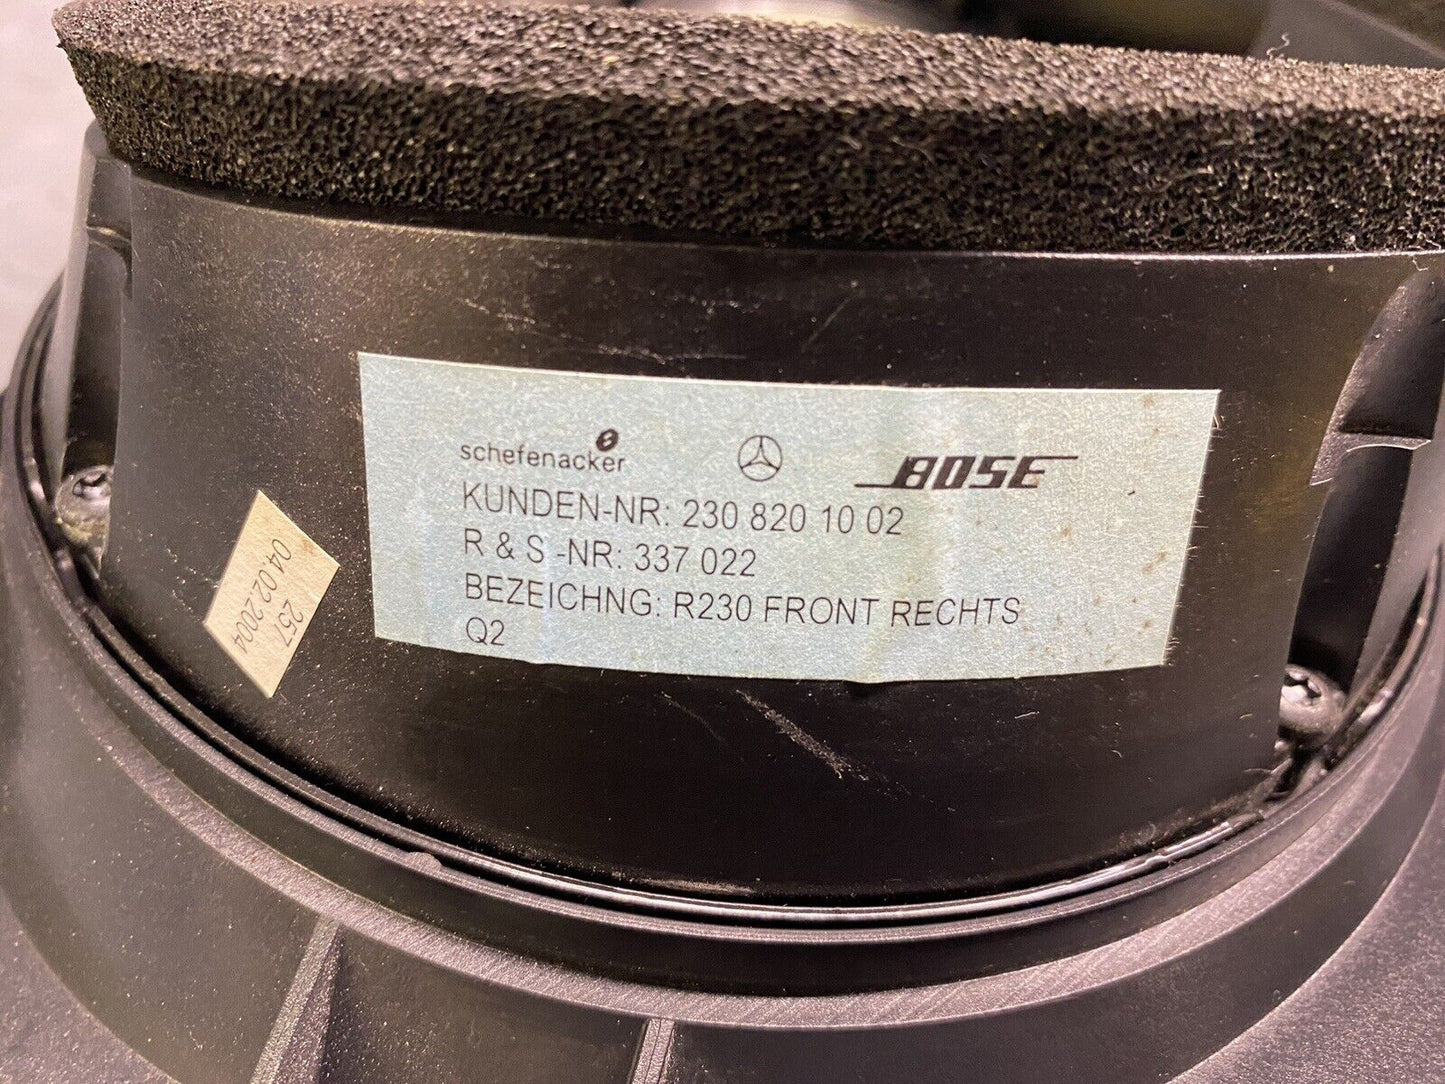 schefenacker BOSE
KUNDEN-NR: 230 820 10 02
R & S -NR: 337 022
BEZEICHNG: R230 FRONT RECHTS
Q2
04.02.2004
257